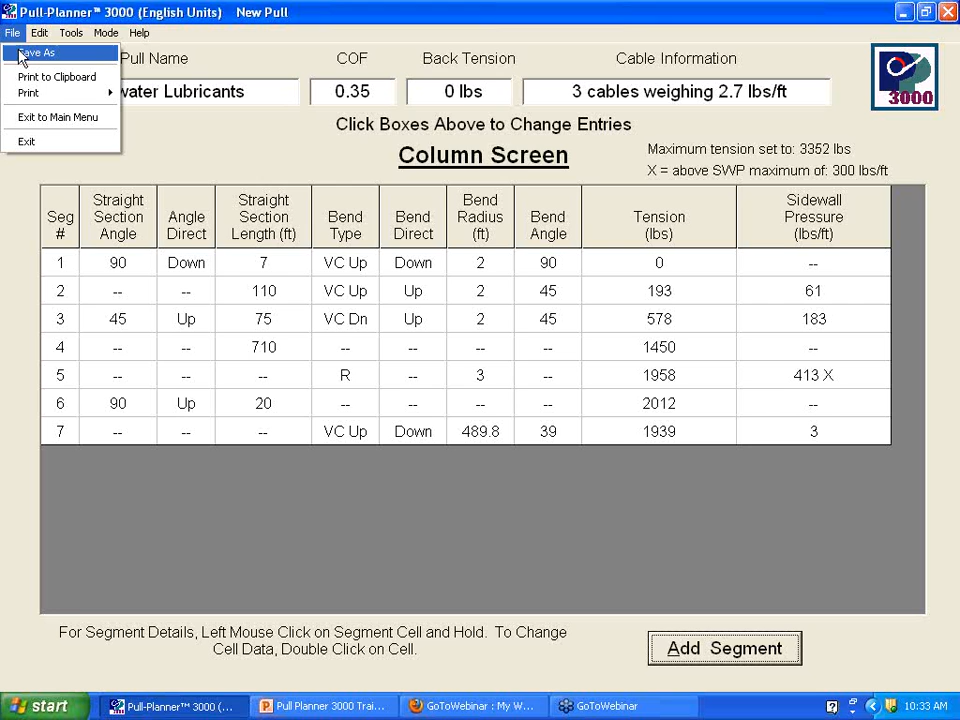 Pull-Planner™ 3000 (English Units) New Pull
File Edit Tools Mode Help
Save As
Print to Clipboard
Print
Exit to Main Menu
Exit
Pull Name COF Back Tension Cable Information
water Lubricants 0.35 0 lbs 3 cables weighing 2.7 lbs/ft
3000
Click Boxes Above to Change Entries
Column Screen
Maximum tension set to: 3352 lbs
X = above SWP maximum of: 300 lbs/ft
Seg # Straight Section Angle Angle Direct Straight Section Length (ft) Bend Type Bend Direct Bend Radius (ft) Bend Angle Tension (lbs) Sidewall Pressure (lbs/ft)
1 90 Down 7 VC Up Down 2 90 0 --
2 -- -- 110 VC Up Up 2 45 193 61
3 45 Up 75 VC Dn Up 2 45 578 183
4 -- -- 710 -- -- -- -- 1450 --
5 -- -- -- R -- 3 -- 1958 413 X
6 90 Up 20 -- -- -- -- 2012 --
7 -- -- -- VC Up Down 489.8 39 1939 3
For Segment Details, Left Mouse Click on Segment Cell and Hold. To Change
Cell Data, Double Click on Cell.
Add Segment
start Pull-Planner™ 3000 (... Pull Planner 3000 Trai... GoToWebinar : My W... GoToWebinar 10:33 AM